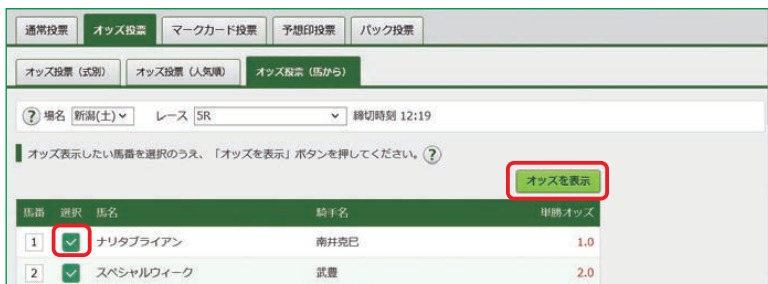 通常投票 オッズ投票 マークカード投票 予想印投票 パック投票
オッズ投票（式別） オッズ投票（人気順） オッズ投票（馬から）
? 場名 新潟(土) レース 5R 締切時刻 12:19
オッズ表示したい馬番を選択のうえ、「オッズを表示」ボタンを押してください。?
オッズを表示
馬番 選択 馬名 騎手名 単勝オッズ
1 ナリタブライアン 南井克巳 1.0
2 スペシャルウィーク 武豊 2.0